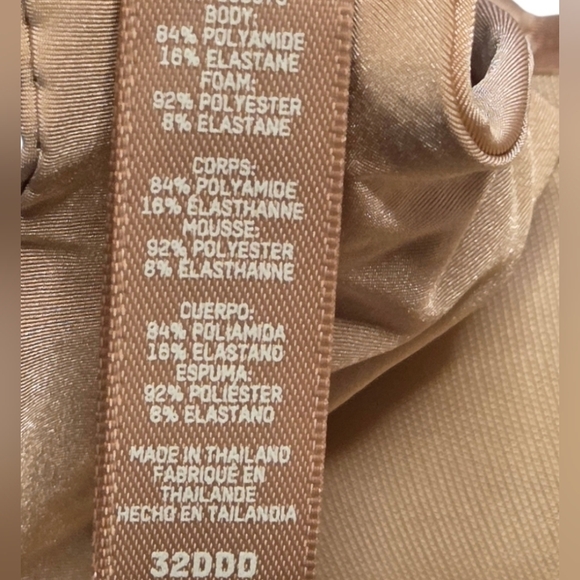 BODY:
84% POLYAMIDE
16% ELASTANE
FOAM:
92% POLYESTER
8% ELASTANE
CORPS:
84% POLYAMIDE
16% ÉLASTHANNE
MOUSSE:
92% POLYESTER
8% ÉLASTHANNE
CUERPO:
84% POLIAMIDA
16% ELASTANO
ESPUMA:
92% POLIÉSTER
8% ELASTANO
MADE IN THAILAND
FABRIQUÉ EN
THAÏLANDE
HECHO EN TAILANDIA
32DDD